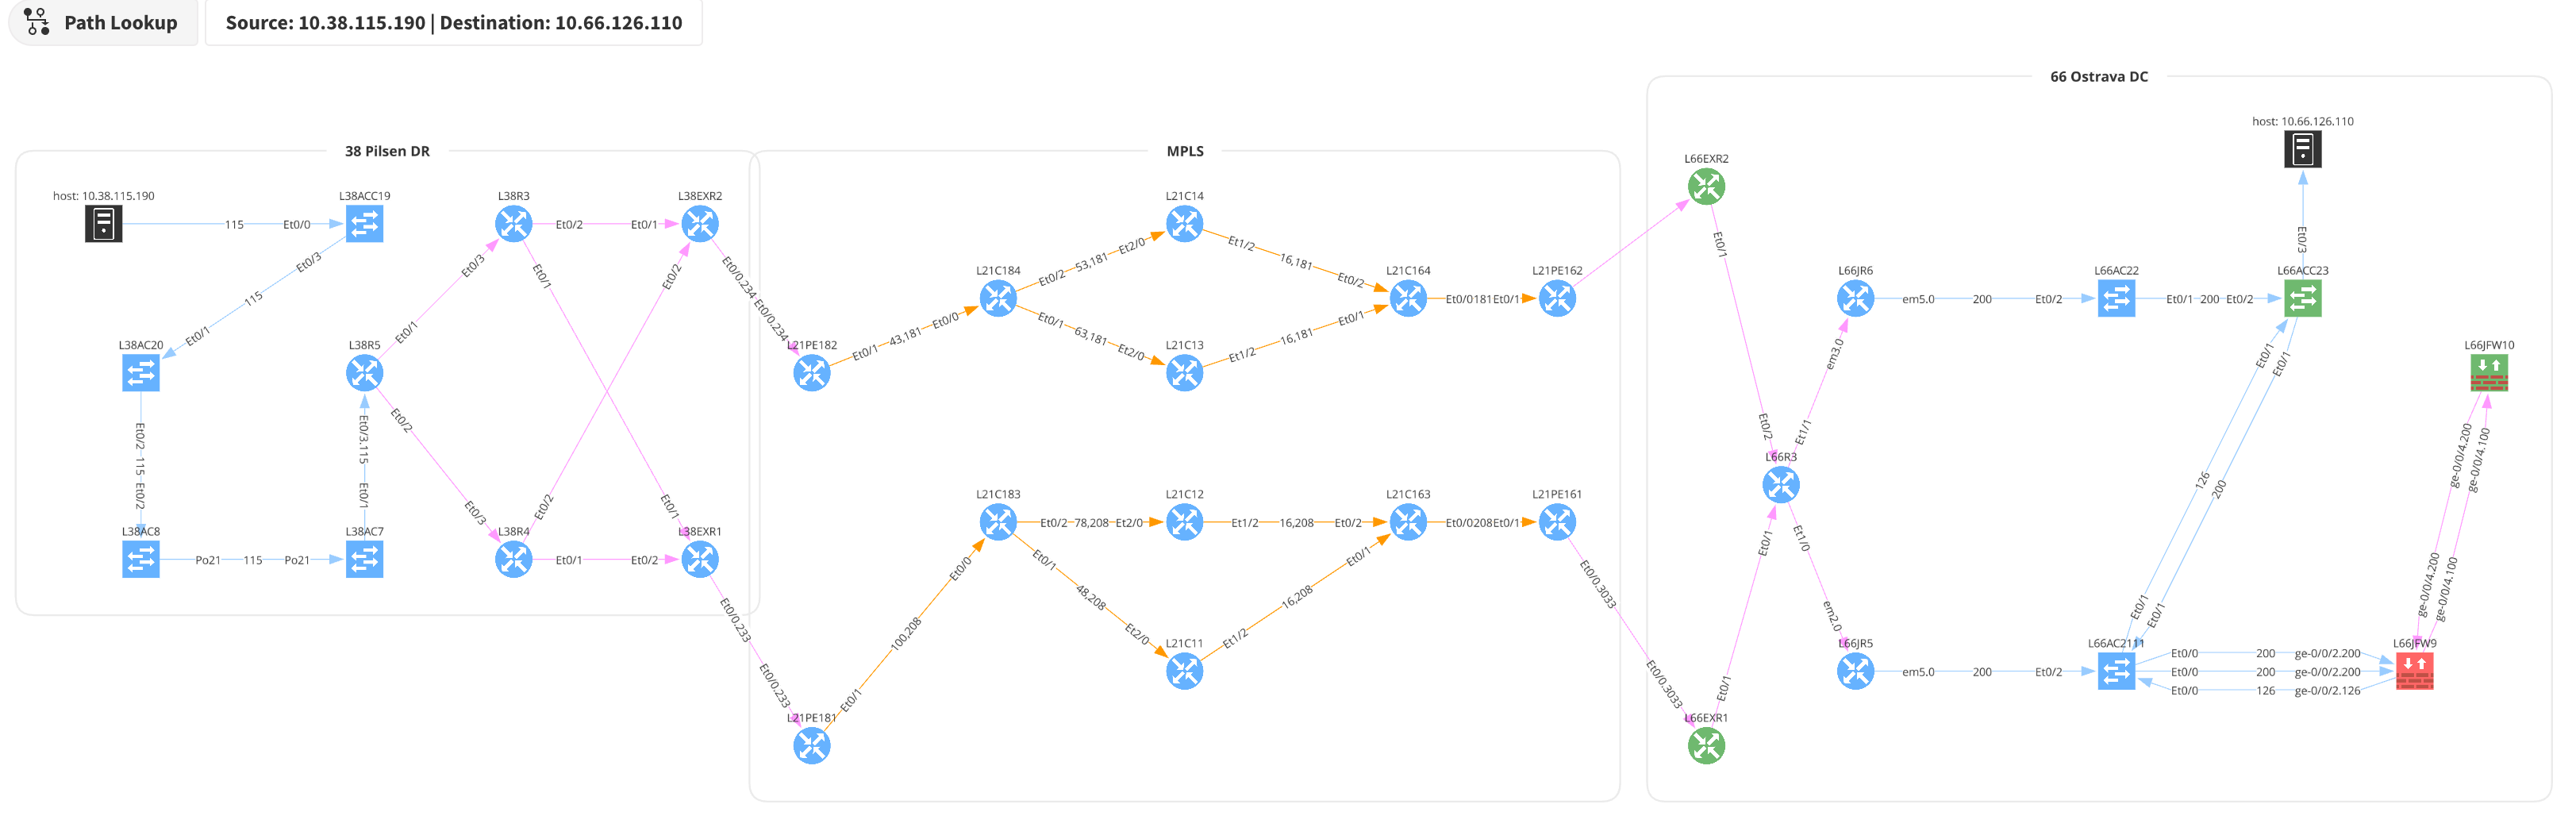 Path Lookup
Source: 10.38.115.190 | Destination: 10.66.126.110
38 Pilsen DR
host: 10.38.115.190
115
Et0/0
L38ACC19
Et0/3
115
Et0/1
L38AC20
Et0/2
115
Et0/2
L38AC8
Po21
115
Po21
L38AC7
Et0/1
Et0/3.115
L38R5
Et0/1
Et0/3
L38R3
Et0/2
Et0/1
L38EXR2
Et0/1
Et0/1
Et0/2
Et0/3
L38R4
Et0/2
Et0/2
Et0/1
Et0/2
L38EXR1
Et0/0.234
Et0/0.234
Et0/0.233
Et0/0.233
MPLS
L21PE182
Et0/1
43,181
Et0/0
L21C184
Et0/2
53,181
Et2/0
L21C14
Et1/2
16,181
Et0/2
Et0/1
63,181
Et2/0
L21C13
Et1/2
16,181
Et0/1
L21C164
Et0/0181Et0/1
L21PE162
L21PE181
Et0/1
100,208
Et0/0
L21C183
Et0/2
78,208
Et2/0
L21C12
Et1/2
16,208
Et0/2
Et0/1
48,208
Et2/0
L21C11
Et1/2
16,208
Et0/1
L21C163
Et0/0208Et0/1
L21PE161
Et0/0.3033
Et0/0.3033
66 Ostrava DC
L66EXR2
Et0/1
Et0/2
L66R3
L66EXR1
Et0/1
Et0/1
Et1/1
em3.0
L66JR6
em5.0
200
Et0/2
L66AC22
Et0/1
200
Et0/2
L66ACC23
Et0/3
host: 10.66.126.110
Et1/0
em2.0
L66JR5
em5.0
200
Et0/2
L66AC2111
Et0/1
126
Et0/1
Et0/1
200
Et0/1
Et0/0
200
ge-0/0/2.200
Et0/0
200
ge-0/0/2.200
Et0/0
126
ge-0/0/2.126
L66JFW9
ge-0/0/4.200
ge-0/0/4.200
ge-0/0/4.100
ge-0/0/4.100
L66JFW10